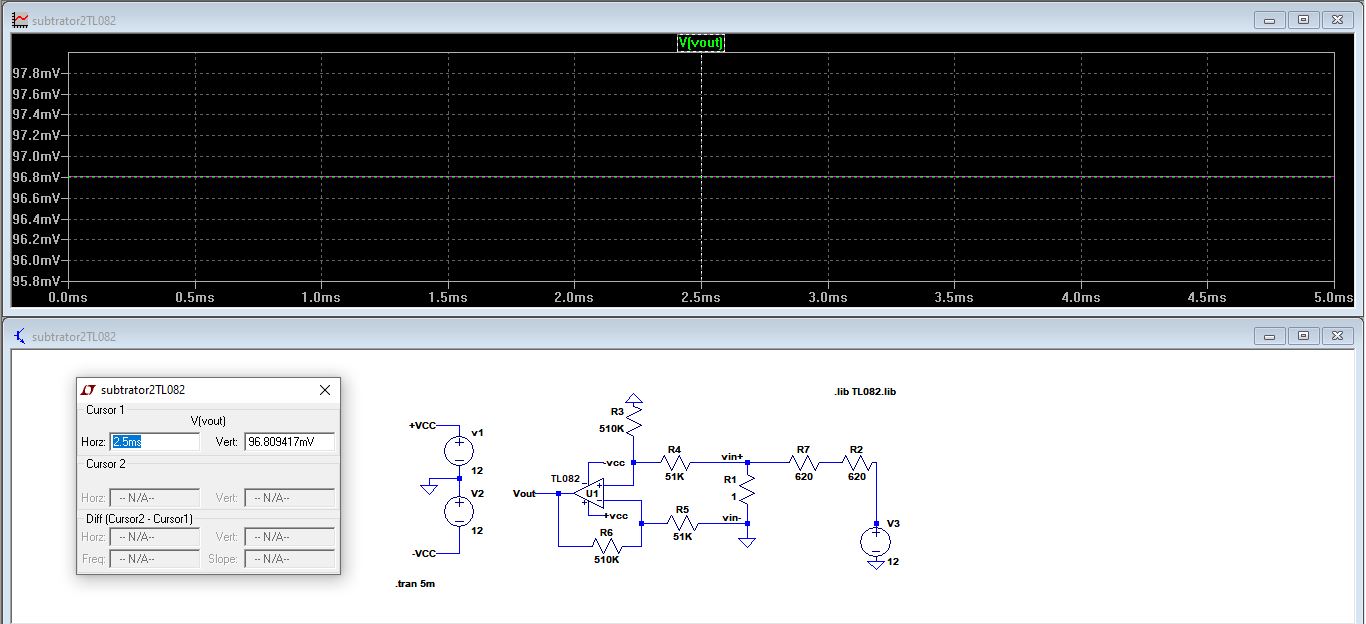 subtrator2TL082
V(vout)
97.8mV
97.6mV
97.4mV
97.2mV
97.0mV
96.8mV
96.6mV
96.4mV
96.2mV
96.0mV
95.8mV
0.0ms 0.5ms 1.0ms 1.5ms 2.0ms 2.5ms 3.0ms 3.5ms 4.0ms 4.5ms 5.0ms
subtrator2TL082
subtrator2TL082
Cursor 1
V(vout)
Horz: 2.5ms Vert: 96.809417mV
Cursor 2
Horz: -- N/A-- Vert: -- N/A--
Diff (Cursor2 - Cursor1)
Horz: -- N/A-- Vert: -- N/A--
Freq: -- N/A-- Slope: -- N/A--
+VCC
v1
12
V2
12
-VCC
.tran 5m
.lib TL082.lib
R3
510K
-vcc
R4
51K
vin+
R7
620
R2
620
TL082
U1
Vout
+vcc
R1
1
R5
51K
vin-
R6
510K
V3
12